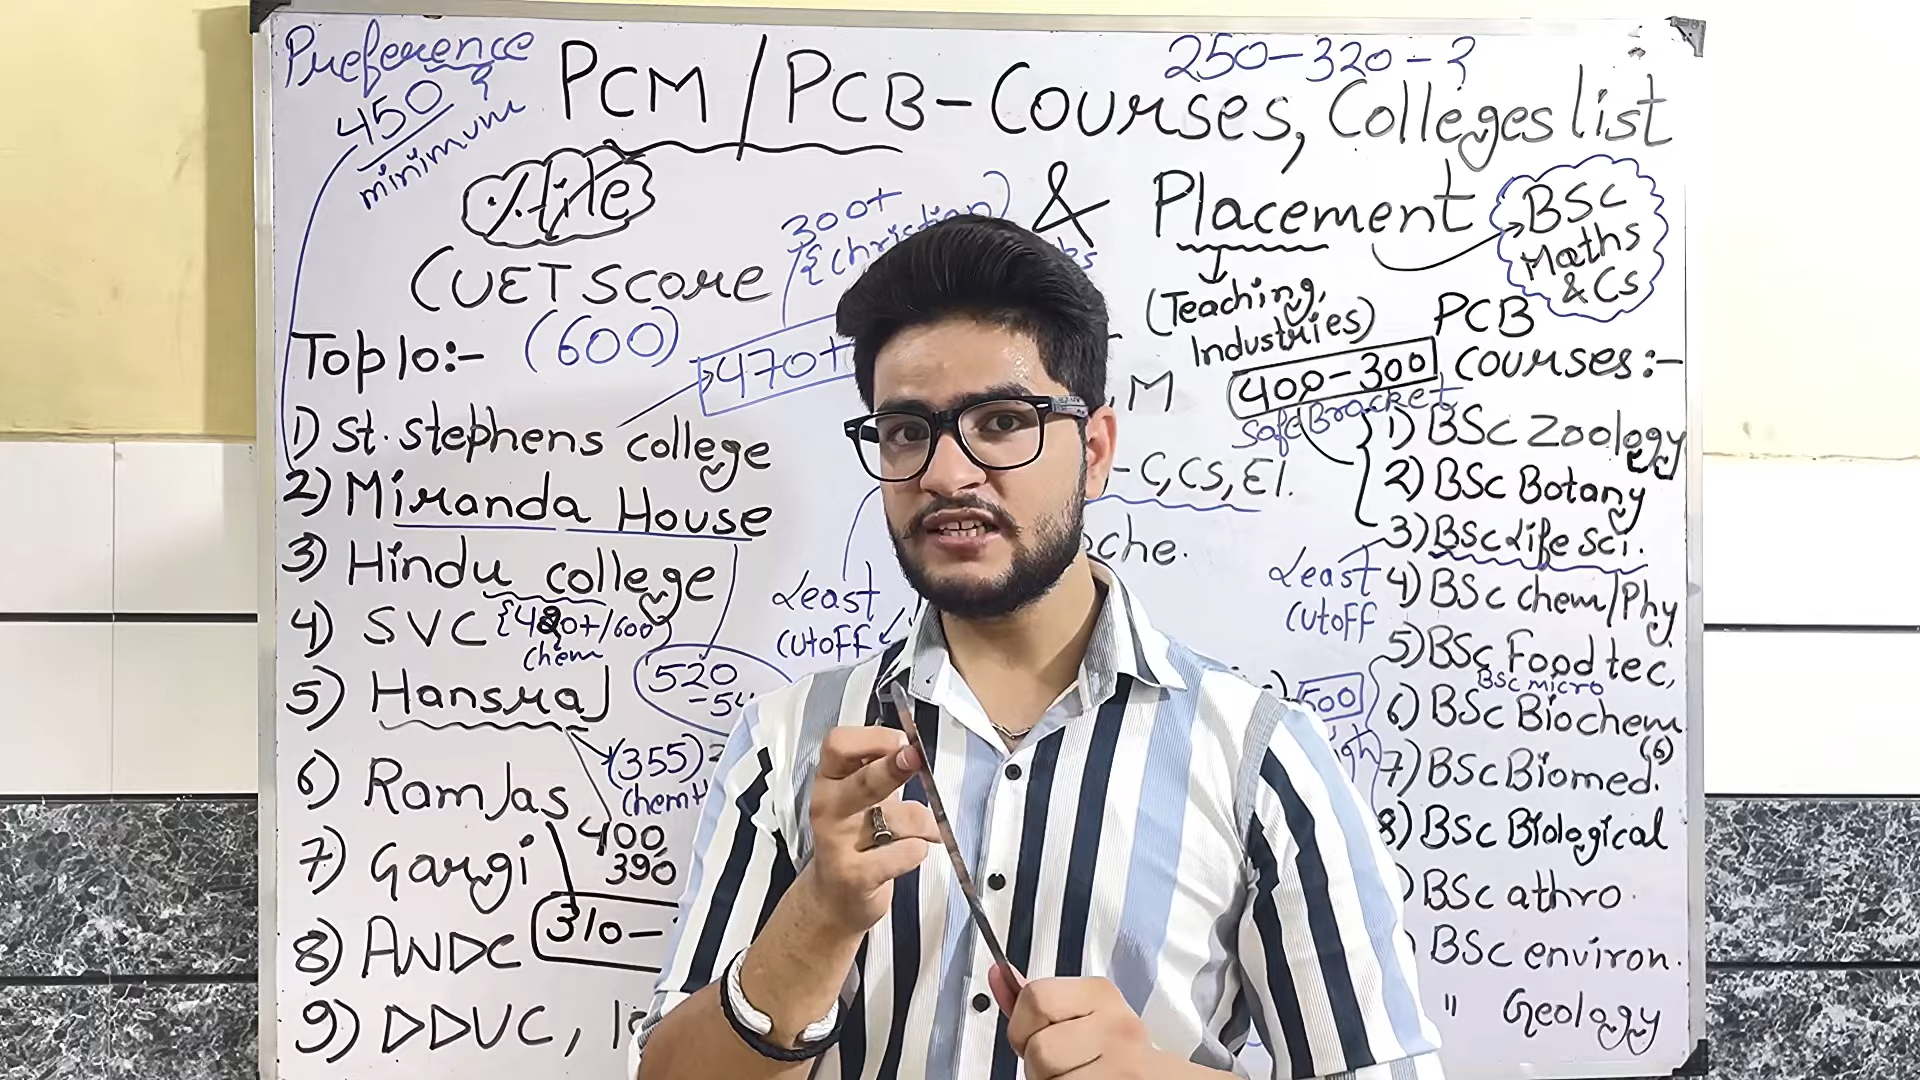 Preference
450 ?
minimum
PCM / PCB - Courses, Colleges list
250-320-?
& Placement
BSc
Maths
& Cs
(Teaching,
Industries)
300+
{Christian
CUET Score
(600)
Top 10:-
470+
1) St. stephens college
2) Miranda House
3) Hindu college
4) SVC {480+/600
chem
5) Hansraj
520
6) Ramjas
(355)
(chem+
400
390
7) Gargi
310-
8) ANDC
9) DDVC,
M
-C, CS, El.
oche.
Least
Cutoff
PCB
Courses:-
400-300
Safe Bracket
1) BSc Zoology
2) BSc Botany
3) BSc Life Sci.
Least
Cutoff
4) BSc chem/Phy
5) BSc Food tec,
BSc micro
500
6) BSc Biochem
(6)
7) BSc Biomed.
8) BSc Biological
) BSc athro.
BSc environ.
" Geology